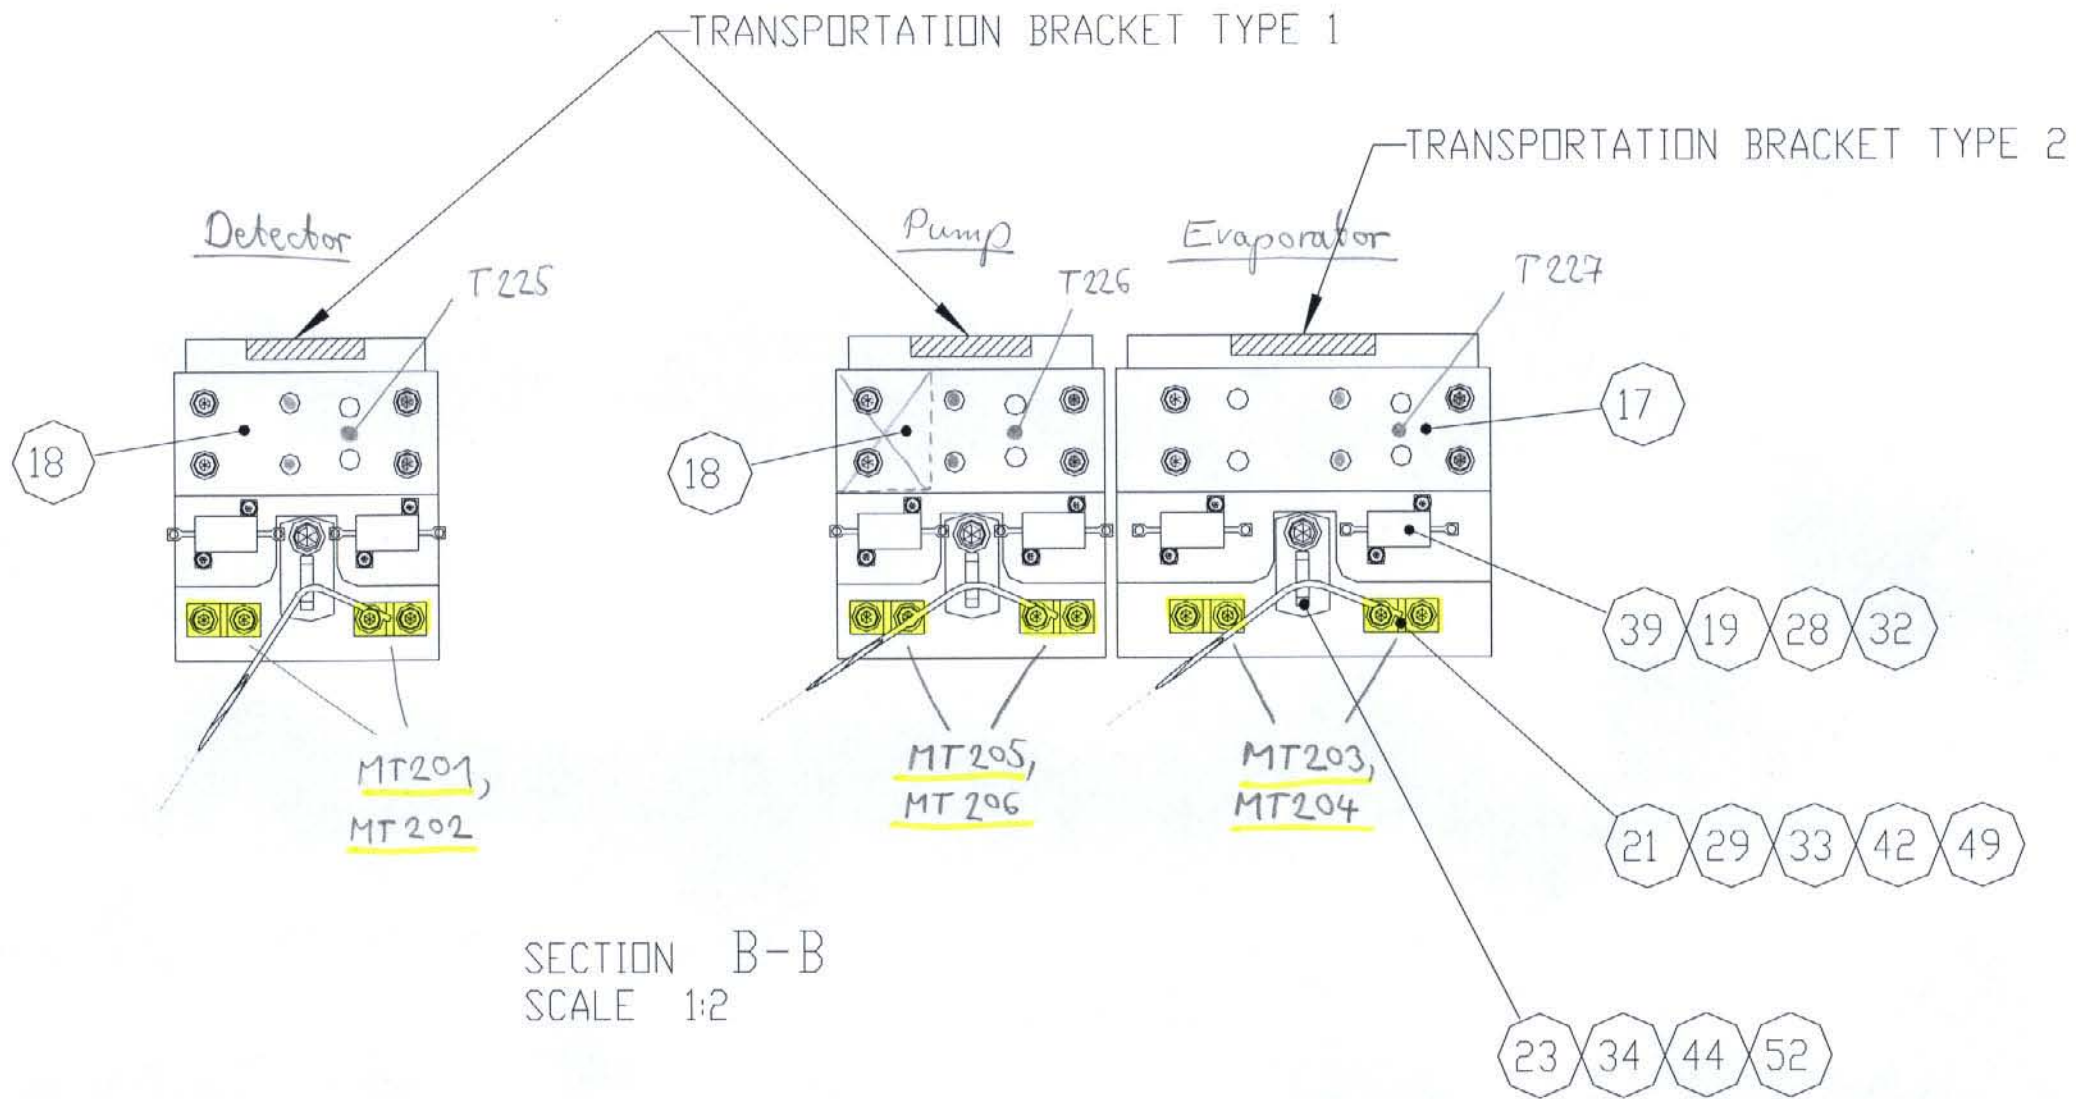 TRANSPORTATION BRACKET TYPE 1
TRANSPORTATION BRACKET TYPE 2
Detector
Pump
Evaporator
T225
T226
T227
18
18
17
39 19 28 32
MT201,
MT202
MT205,
MT206
MT203,
MT204
21 29 33 42 49
SECTION B-B
SCALE 1:2
23 34 44 52